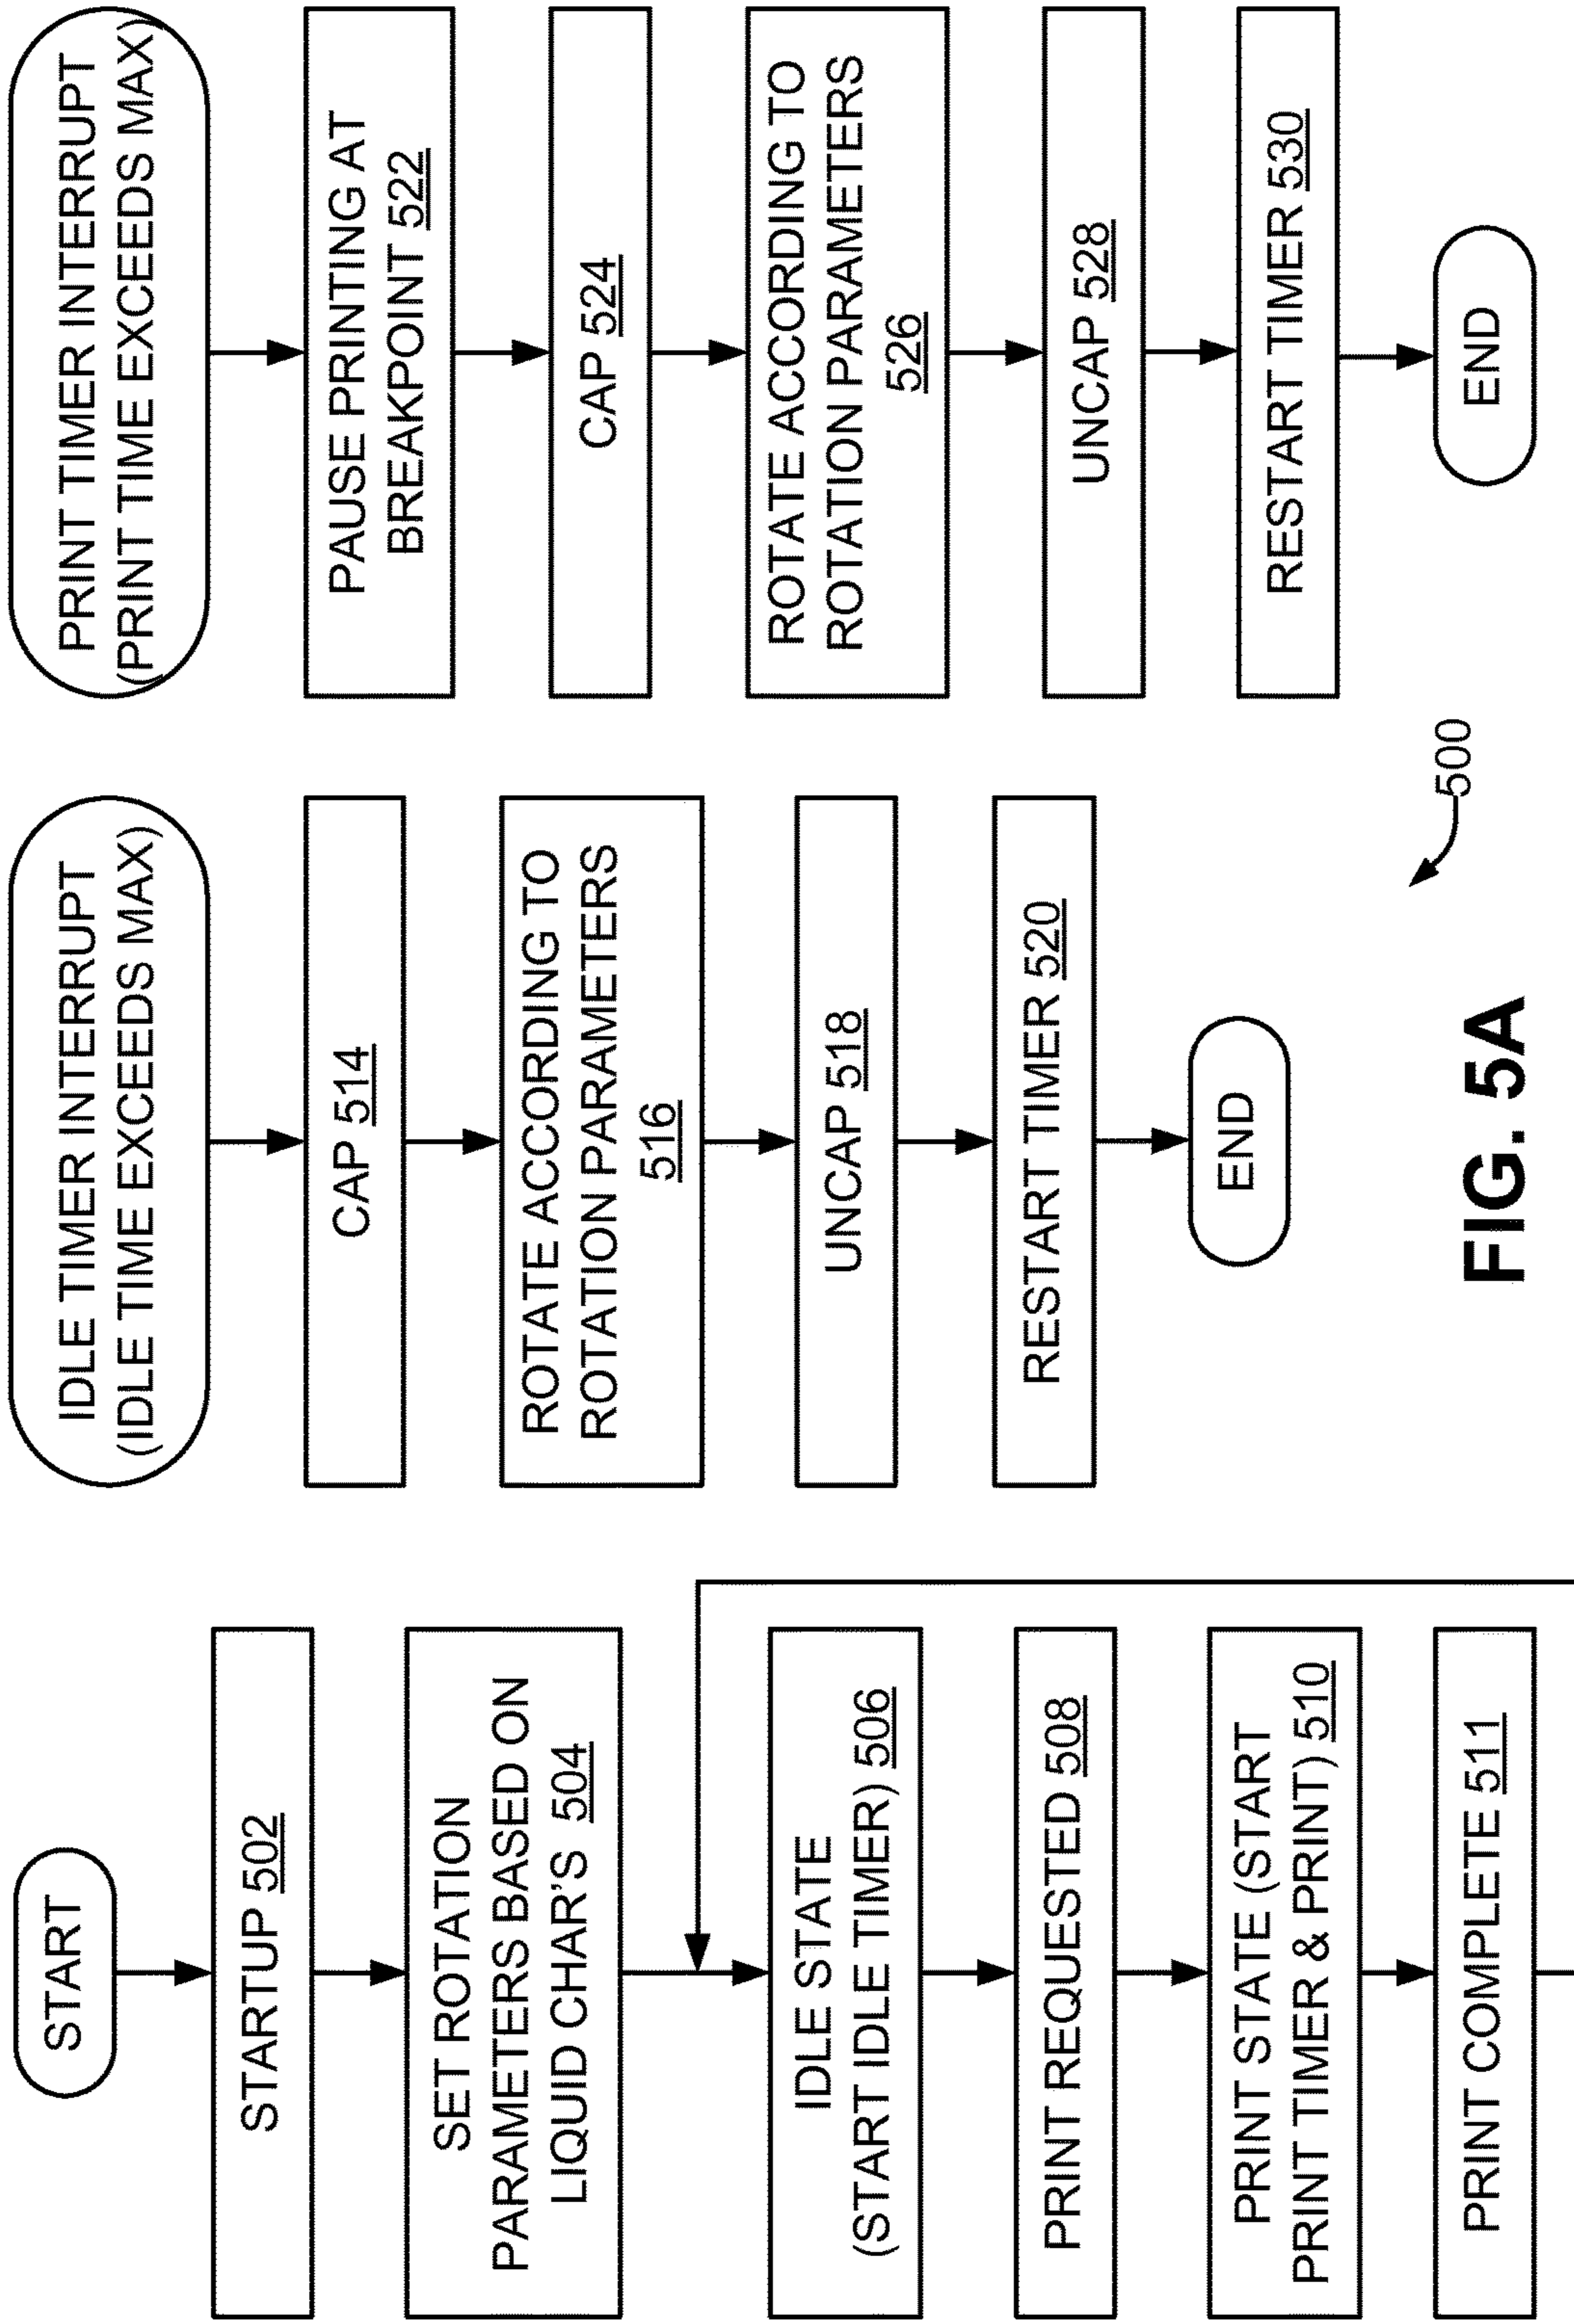 START
STARTUP 502
SET ROTATION
PARAMETERS BASED ON
LIQUID CHAR'S 504
IDLE STATE
(START IDLE TIMER) 506
PRINT REQUESTED 508
PRINT STATE (START
PRINT TIMER & PRINT) 510
PRINT COMPLETE 511
IDLE TIMER INTERRUPT
(IDLE TIME EXCEEDS MAX)
CAP 514
ROTATE ACCORDING TO
ROTATION PARAMETERS
516
UNCAP 518
RESTART TIMER 520
END
PRINT TIMER INTERRUPT
(PRINT TIME EXCEEDS MAX)
PAUSE PRINTING AT
BREAKPOINT 522
CAP 524
ROTATE ACCORDING TO
ROTATION PARAMETERS
526
UNCAP 528
RESTART TIMER 530
END
500
FIG. 5A